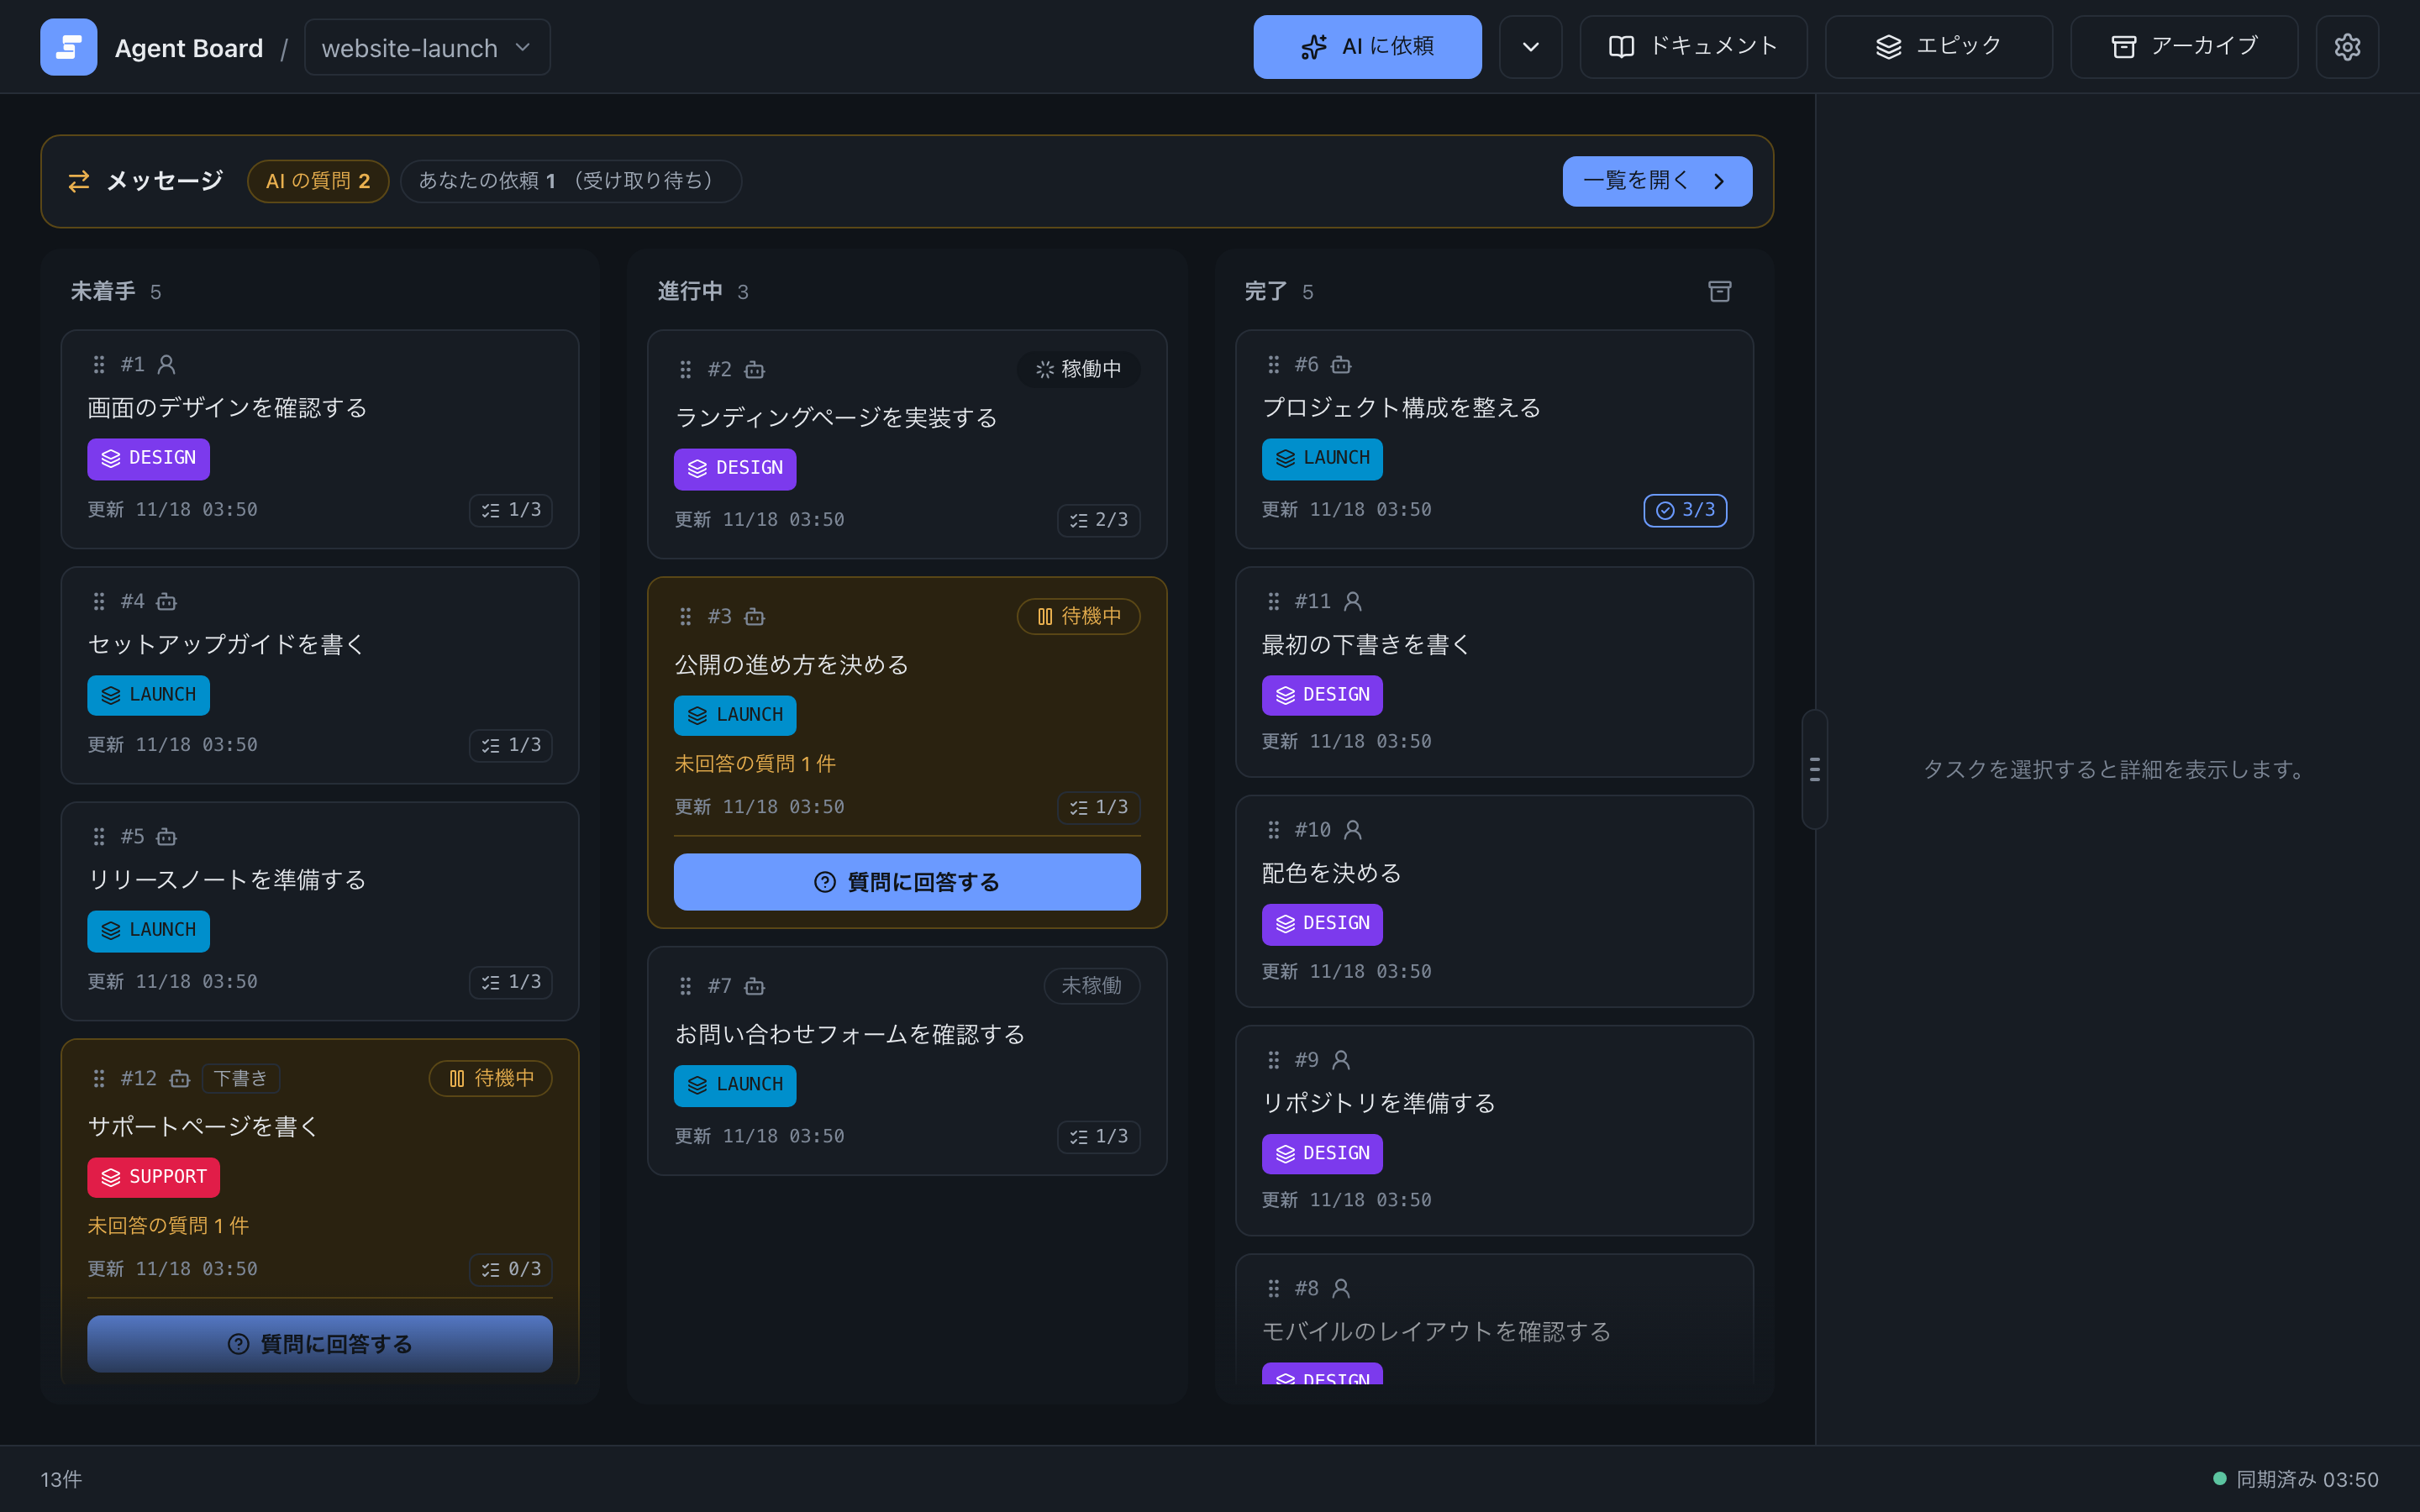 Agent Board / website-launch
AI に依頼
ドキュメント
エピック
アーカイブ
メッセージ
AI の質問 2
あなたの依頼 1 （受け取り待ち）
一覧を開く
未着手 5
#1
画面のデザインを確認する
DESIGN
更新 11/18 03:50
1/3
#4
セットアップガイドを書く
LAUNCH
更新 11/18 03:50
1/3
#5
リリースノートを準備する
LAUNCH
更新 11/18 03:50
1/3
#12 下書き 待機中
サポートページを書く
SUPPORT
未回答の質問 1 件
更新 11/18 03:50
0/3
質問に回答する
進行中 3
#2 稼働中
ランディングページを実装する
DESIGN
更新 11/18 03:50
2/3
#3 待機中
公開の進め方を決める
LAUNCH
未回答の質問 1 件
更新 11/18 03:50
1/3
質問に回答する
#7 未稼働
お問い合わせフォームを確認する
LAUNCH
更新 11/18 03:50
1/3
完了 5
#6
プロジェクト構成を整える
LAUNCH
更新 11/18 03:50
3/3
#11
最初の下書きを書く
DESIGN
更新 11/18 03:50
#10
配色を決める
DESIGN
更新 11/18 03:50
#9
リポジトリを準備する
DESIGN
更新 11/18 03:50
#8
モバイルのレイアウトを確認する
DESIGN
タスクを選択すると詳細を表示します。
13件
同期済み 03:50